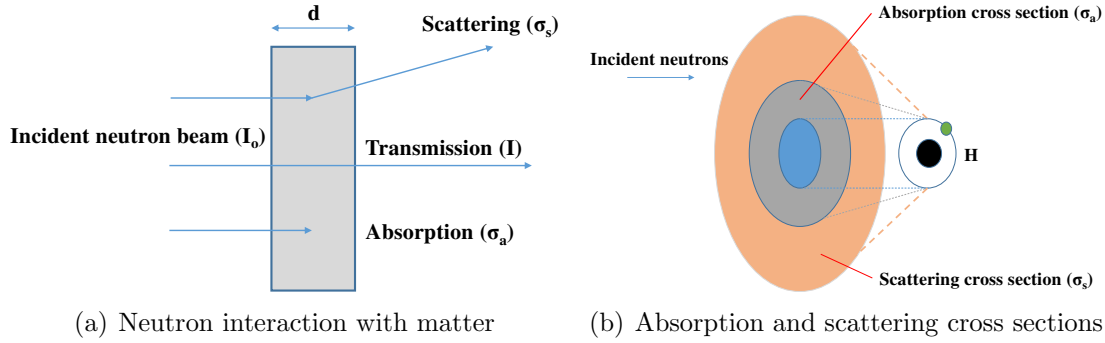 d
Scattering (σs)
Incident neutron beam (Io)
Transmission (I)
Absorption (σa)
(a) Neutron interaction with matter
Absorption cross section (σa)
Incident neutrons
H
Scattering cross section (σs)
(b) Absorption and scattering cross sections